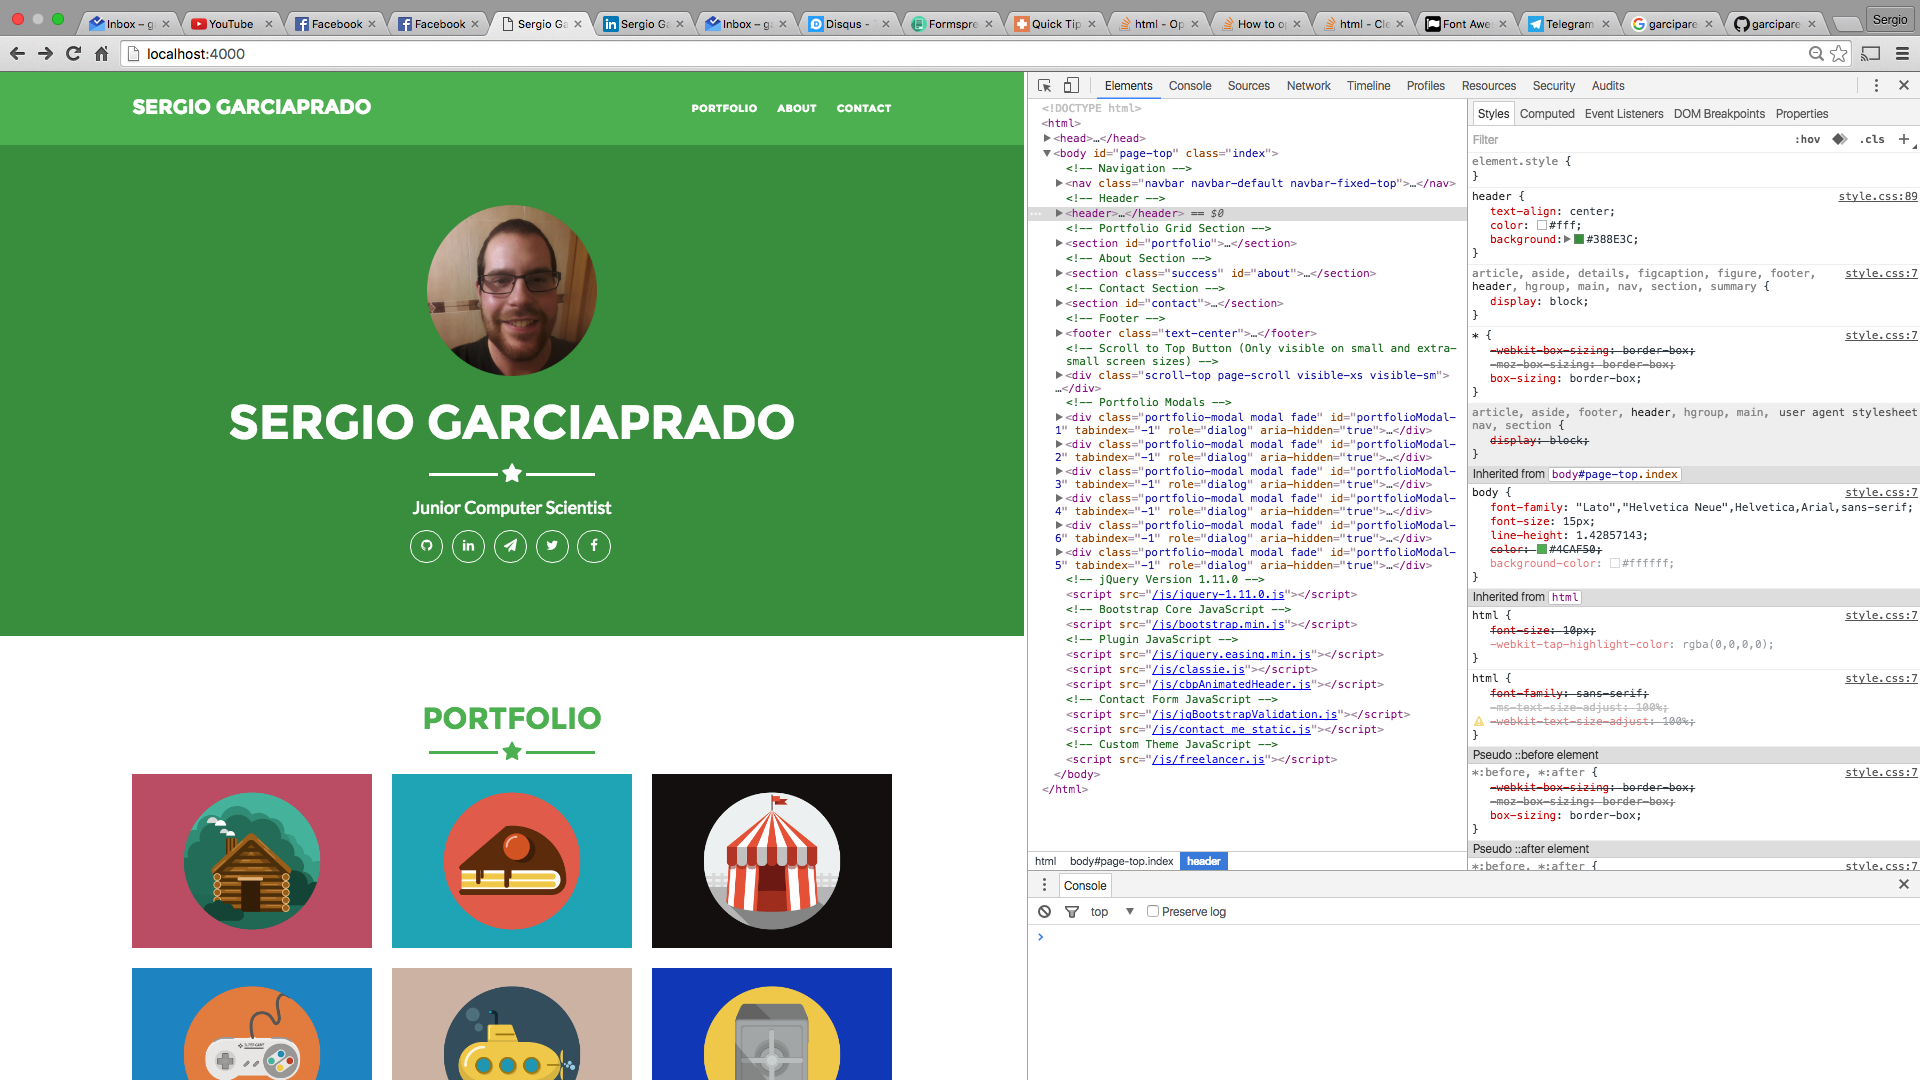 Inbox – g
YouTube
Facebook
Facebook
Sergio Ga
Sergio Ga
Inbox – g
Disqus -
Formspre
Quick Tip
html - Op
How to op
html - Cle
Font Awe
Telegram
garcipare
garcipare
Sergio
localhost:4000
SERGIO GARCIAPRADO
PORTFOLIO ABOUT CONTACT
SERGIO GARCIAPRADO
Junior Computer Scientist
PORTFOLIO
Elements Console Sources Network Timeline Profiles Resources Security Audits
<!DOCTYPE html>
<html>
<head>…</head>
<body id="page-top" class="index">
<!-- Navigation -->
<nav class="navbar navbar-default navbar-fixed-top">…</nav>
<!-- Header -->
<header>…</header> == $0
<!-- Portfolio Grid Section -->
<section id="portfolio">…</section>
<!-- About Section -->
<section class="success" id="about">…</section>
<!-- Contact Section -->
<section id="contact">…</section>
<!-- Footer -->
<footer class="text-center">…</footer>
<!-- Scroll to Top Button (Only visible on small and extra-
small screen sizes) -->
<div class="scroll-top page-scroll visible-xs visible-sm">
…</div>
<!-- Portfolio Modals -->
<div class="portfolio-modal modal fade" id="portfolioModal-
1" tabindex="-1" role="dialog" aria-hidden="true">…</div>
<div class="portfolio-modal modal fade" id="portfolioModal-
2" tabindex="-1" role="dialog" aria-hidden="true">…</div>
<div class="portfolio-modal modal fade" id="portfolioModal-
3" tabindex="-1" role="dialog" aria-hidden="true">…</div>
<div class="portfolio-modal modal fade" id="portfolioModal-
4" tabindex="-1" role="dialog" aria-hidden="true">…</div>
<div class="portfolio-modal modal fade" id="portfolioModal-
6" tabindex="-1" role="dialog" aria-hidden="true">…</div>
<div class="portfolio-modal modal fade" id="portfolioModal-
5" tabindex="-1" role="dialog" aria-hidden="true">…</div>
<!-- jQuery Version 1.11.0 -->
<script src="/js/jquery-1.11.0.js"></script>
<!-- Bootstrap Core JavaScript -->
<script src="/js/bootstrap.min.js"></script>
<!-- Plugin JavaScript -->
<script src="/js/jquery.easing.min.js"></script>
<script src="/js/classie.js"></script>
<script src="/js/cbpAnimatedHeader.js"></script>
<!-- Contact Form JavaScript -->
<script src="/js/jqBootstrapValidation.js"></script>
<script src="/js/contact_me_static.js"></script>
<!-- Custom Theme JavaScript -->
<script src="/js/freelancer.js"></script>
</body>
</html>
html body#page-top.index header
Styles Computed Event Listeners DOM Breakpoints Properties
Filter :hov .cls +
element.style {
}
header { style.css:89
text-align: center;
color: #fff;
background: #388E3C;
}
article, aside, details, figcaption, figure, footer, style.css:7
header, hgroup, main, nav, section, summary {
display: block;
}
* { style.css:7
-webkit-box-sizing: border-box;
-moz-box-sizing: border-box;
box-sizing: border-box;
}
article, aside, footer, header, hgroup, main, user agent stylesheet
nav, section {
display: block;
}
Inherited from body#page-top.index
body { style.css:7
font-family: "Lato","Helvetica Neue",Helvetica,Arial,sans-serif;
font-size: 15px;
line-height: 1.42857143;
color: #4CAF50;
background-color: #ffffff;
}
Inherited from html
html { style.css:7
font-size: 10px;
-webkit-tap-highlight-color: rgba(0,0,0,0);
}
html { style.css:7
font-family: sans-serif;
-ms-text-size-adjust: 100%;
-webkit-text-size-adjust: 100%;
}
Pseudo ::before element
*:before, *:after { style.css:7
-webkit-box-sizing: border-box;
-moz-box-sizing: border-box;
box-sizing: border-box;
}
Pseudo ::after element
*:before, *:after { style.css:7
Console
top Preserve log